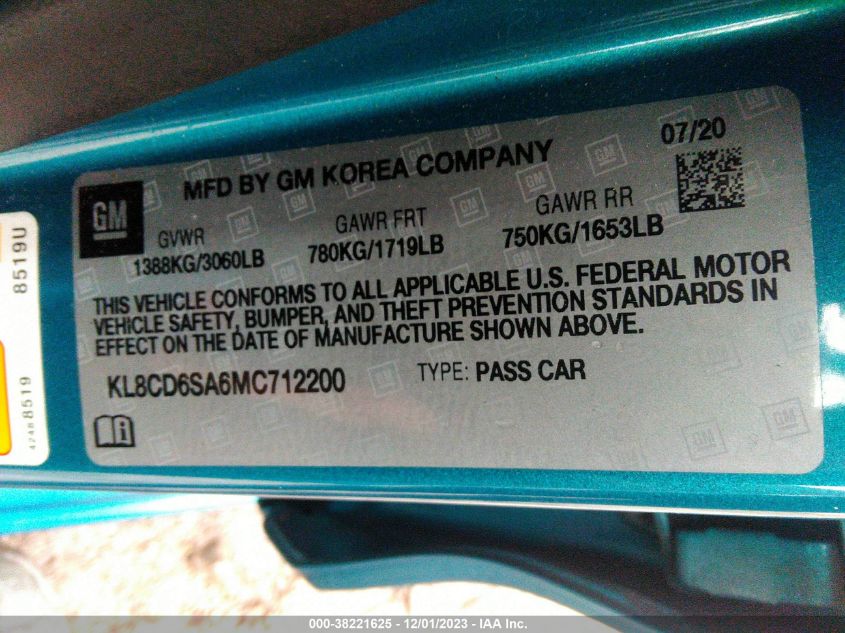 07/20
MFD BY GM KOREA COMPANY
GM
GVWR GAWR FRT GAWR RR
1388KG/3060LB 780KG/1719LB 750KG/1653LB
THIS VEHICLE CONFORMS TO ALL APPLICABLE U.S. FEDERAL MOTOR
VEHICLE SAFETY, BUMPER, AND THEFT PREVENTION STANDARDS IN
EFFECT ON THE DATE OF MANUFACTURE SHOWN ABOVE.
KL8CD6SA6MC712200 TYPE: PASS CAR
8519U
42488519
000-38221625 - 12/01/2023 - IAA Inc.